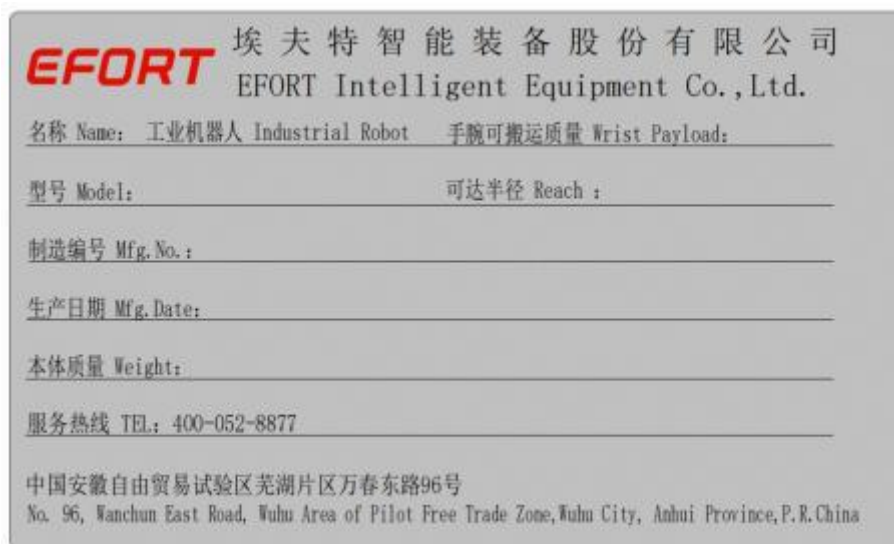 EFORT 埃夫特智能装备股份有限公司
EFORT Intelligent Equipment Co.,Ltd.
名称 Name: 工业机器人 Industrial Robot 手腕可搬运质量 Wrist Payload:
型号 Model: 可达半径 Reach :
制造编号 Mfg.No.:
生产日期 Mfg.Date:
本体质量 Weight:
服务热线 TEL: 400-052-8877
中国安徽自由贸易试验区芜湖片区万春东路96号
No. 96, Wanchun East Road, Wuhu Area of Pilot Free Trade Zone,Wuhu City, Anhui Province,P.R.China